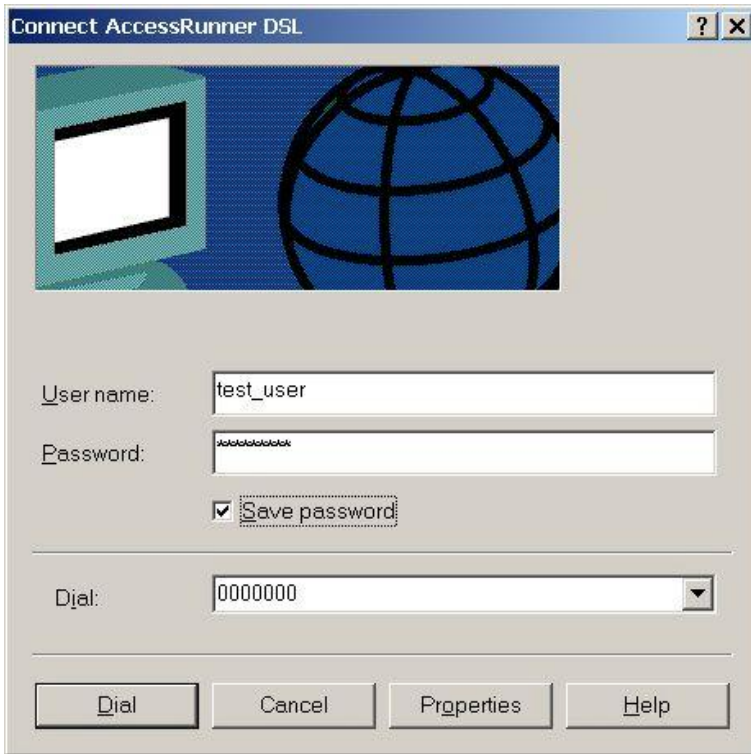 Connect AccessRunner DSL
User name:
test_user
Password:
**********
Save password
Dial:
0000000
Dial
Cancel
Properties
Help